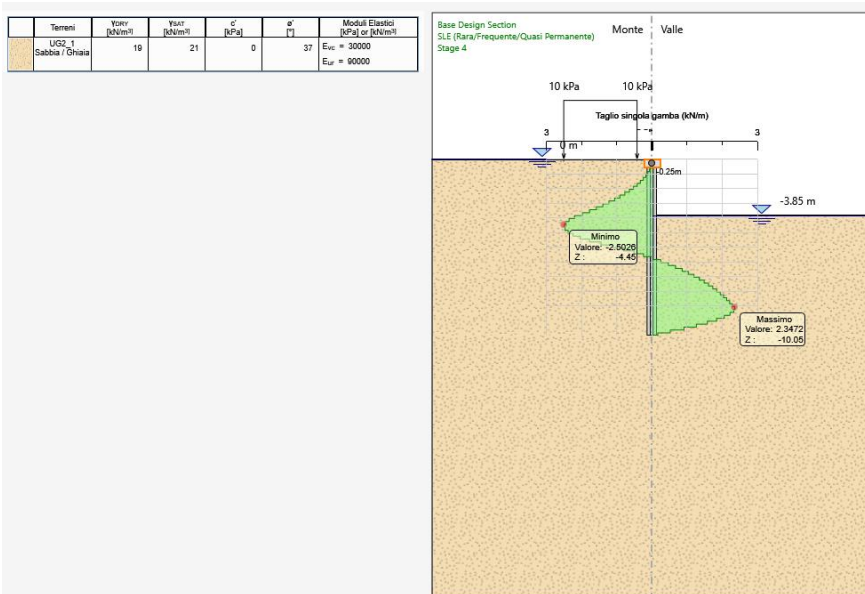 Terreni γDRY [kN/m³] γSAT [kN/m³] c' [kPa] ø' [°] Moduli Elastici [kPa] or [kN/m³]
UG2_1 Sabbia / Ghiaia 19 21 0 37 Evc = 30000
Eur = 90000
Base Design Section
SLE (Rara/Frequente/Quasi Permanente)
Stage 4
Monte Valle
10 kPa 10 kPa
Taglio singola gamba (kN/m)
3 3
0 m
-0.25m
-3.85 m
Minimo
Valore: -2.5026
Z : -4.45
Massimo
Valore: 2.3472
Z : -10.05